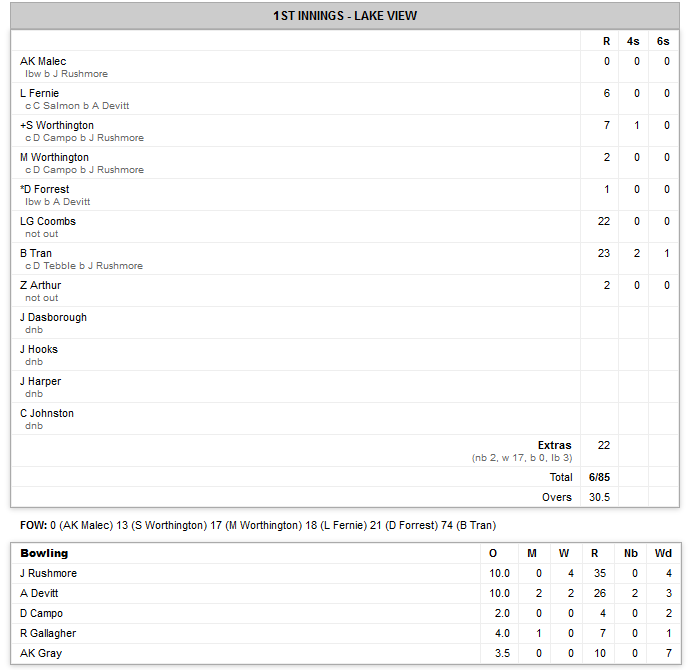 1ST INNINGS - LAKE VIEW
R 4s 6s
AK Malec 0 0 0
lbw b J Rushmore
L Fernie 6 0 0
c C Salmon b A Devitt
+S Worthington 7 1 0
c D Campo b J Rushmore
M Worthington 2 0 0
c D Campo b J Rushmore
*D Forrest 1 0 0
lbw b A Devitt
LG Coombs 22 0 0
not out
B Tran 23 2 1
c D Tebble b J Rushmore
Z Arthur 2 0 0
not out
J Dasborough
dnb
J Hooks
dnb
J Harper
dnb
C Johnston
dnb
Extras 22
(nb 2, w 17, b 0, lb 3)
Total 6/85
Overs 30.5
FOW: 0 (AK Malec) 13 (S Worthington) 17 (M Worthington) 18 (L Fernie) 21 (D Forrest) 74 (B Tran)
Bowling O M W R Nb Wd
J Rushmore 10.0 0 4 35 0 4
A Devitt 10.0 2 2 26 2 3
D Campo 2.0 0 0 4 0 2
R Gallagher 4.0 1 0 7 0 1
AK Gray 3.5 0 0 10 0 7